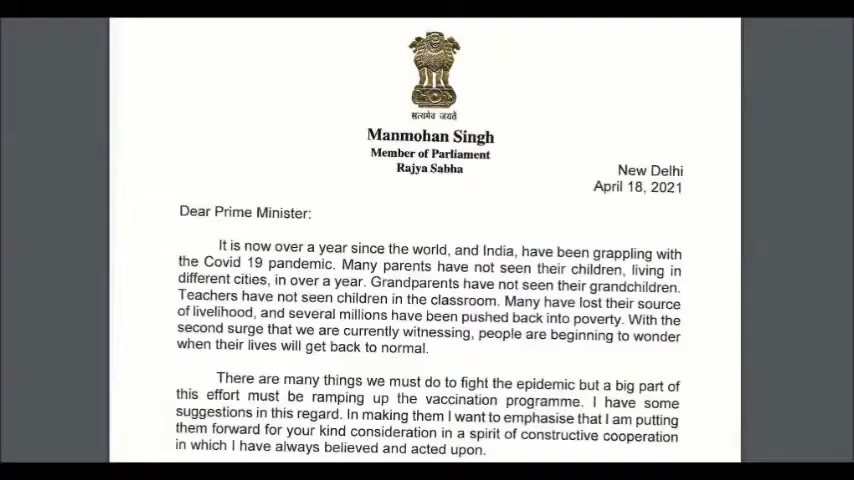 सत्यमेव जयते
Manmohan Singh
Member of Parliament
Rajya Sabha
New Delhi
April 18, 2021
Dear Prime Minister:
It is now over a year since the world, and India, have been grappling with
the Covid 19 pandemic. Many parents have not seen their children, living in
different cities, in over a year. Grandparents have not seen their grandchildren.
Teachers have not seen children in the classroom. Many have lost their source
of livelihood, and several millions have been pushed back into poverty. With the
second surge that we are currently witnessing, people are beginning to wonder
when their lives will get back to normal.
There are many things we must do to fight the epidemic but a big part of
this effort must be ramping up the vaccination programme. I have some
suggestions in this regard. In making them I want to emphasise that I am putting
them forward for your kind consideration in a spirit of constructive cooperation
in which I have always believed and acted upon.